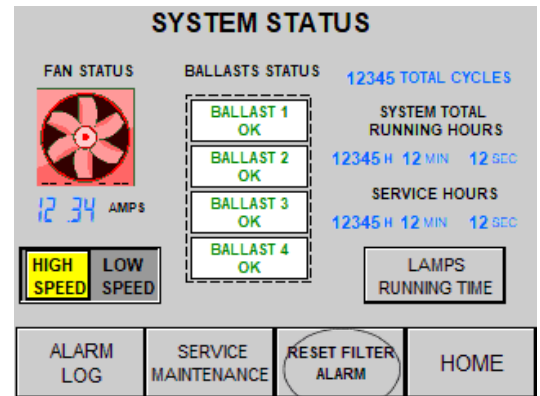 SYSTEM STATUS
FAN STATUS
12.34 AMPS
HIGH
SPEED
LOW
SPEED
BALLASTS STATUS
BALLAST 1
OK
BALLAST 2
OK
BALLAST 3
OK
BALLAST 4
OK
12345 TOTAL CYCLES
SYSTEM TOTAL
RUNNING HOURS
12345 H 12 MIN 12 SEC
SERVICE HOURS
12345 H 12 MIN 12 SEC
LAMPS
RUNNING TIME
ALARM
LOG
SERVICE
MAINTENANCE
RESET FILTER
ALARM
HOME